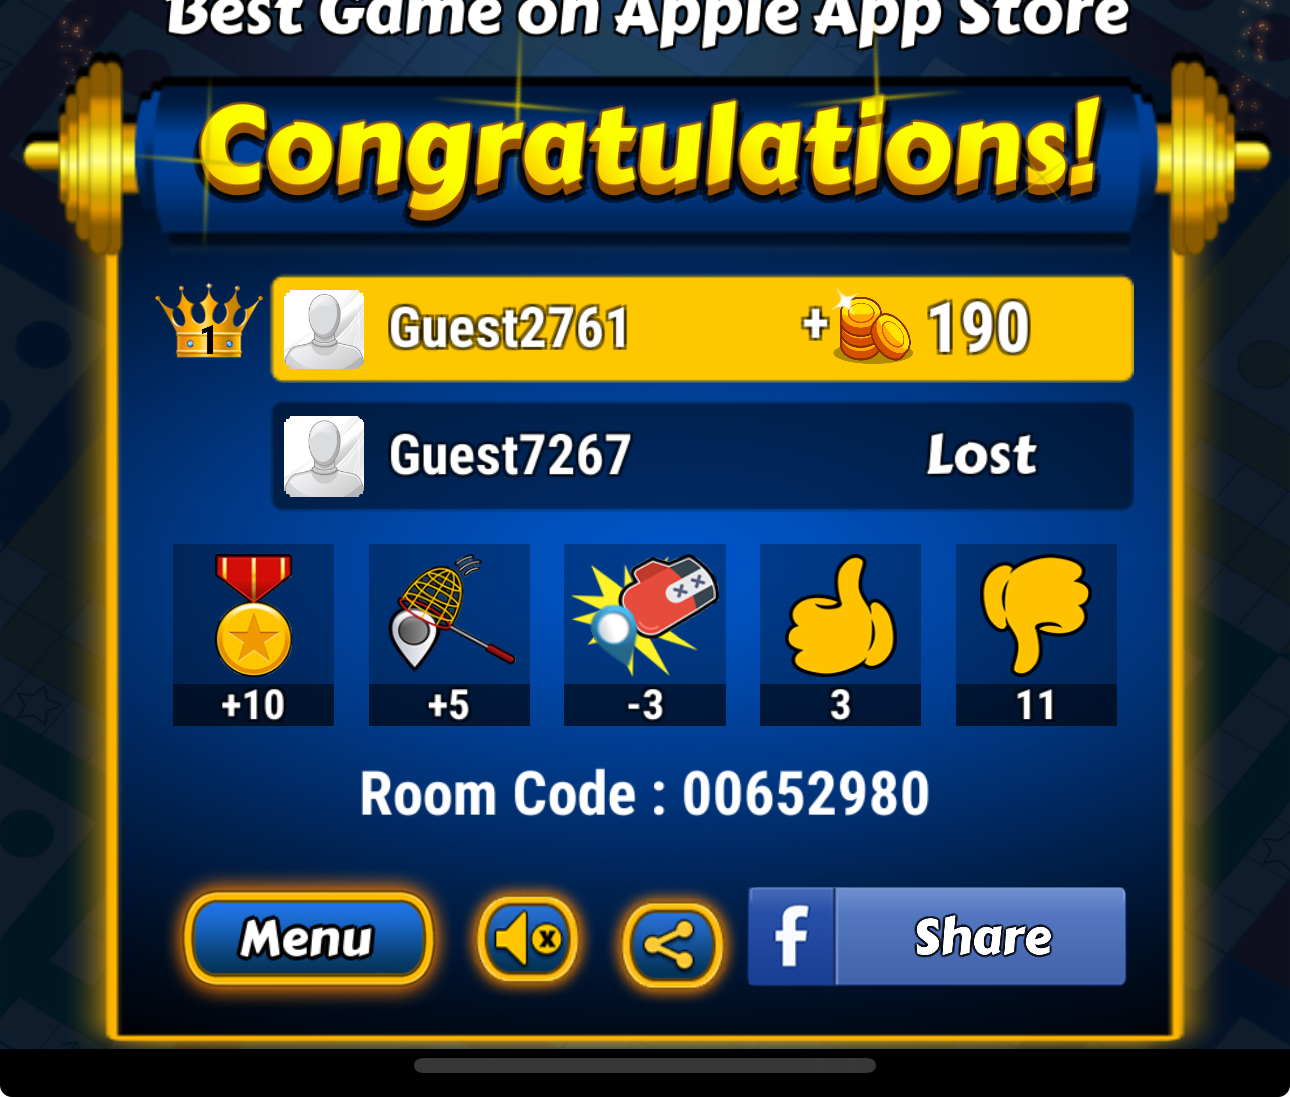 Best Game on Apple App Store
Congratulations!
1 Guest2761 + 190
Guest7267 Lost
+10 +5 -3 3 11
Room Code : 00652980
Menu x f Share